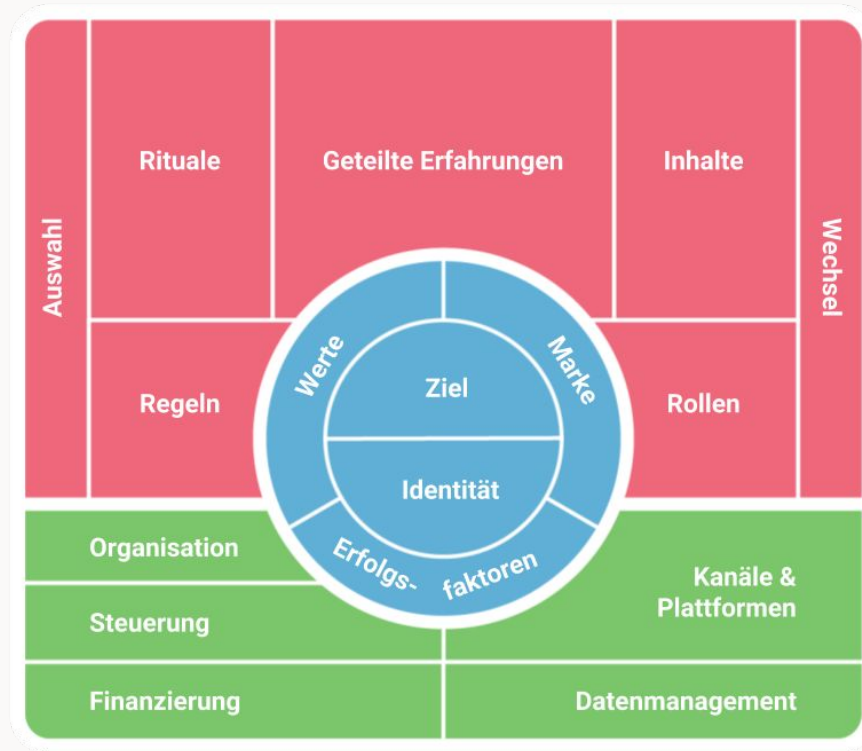 Auswahl
Rituale
Geteilte Erfahrungen
Inhalte
Wechsel
Regeln
Rollen
Werte
Marke
Ziel
Identität
Erfolgs-
faktoren
Organisation
Steuerung
Finanzierung
Kanäle &
Plattformen
Datenmanagement